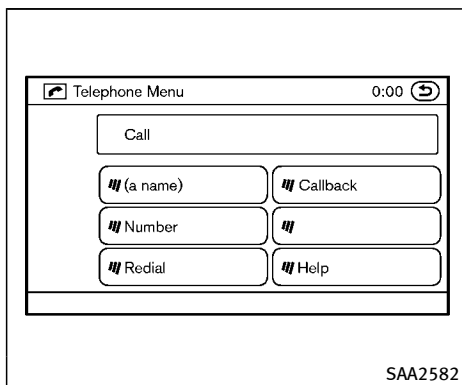 Telephone Menu 0:00
Call
(a name) Callback
Number
Redial Help
SAA2582